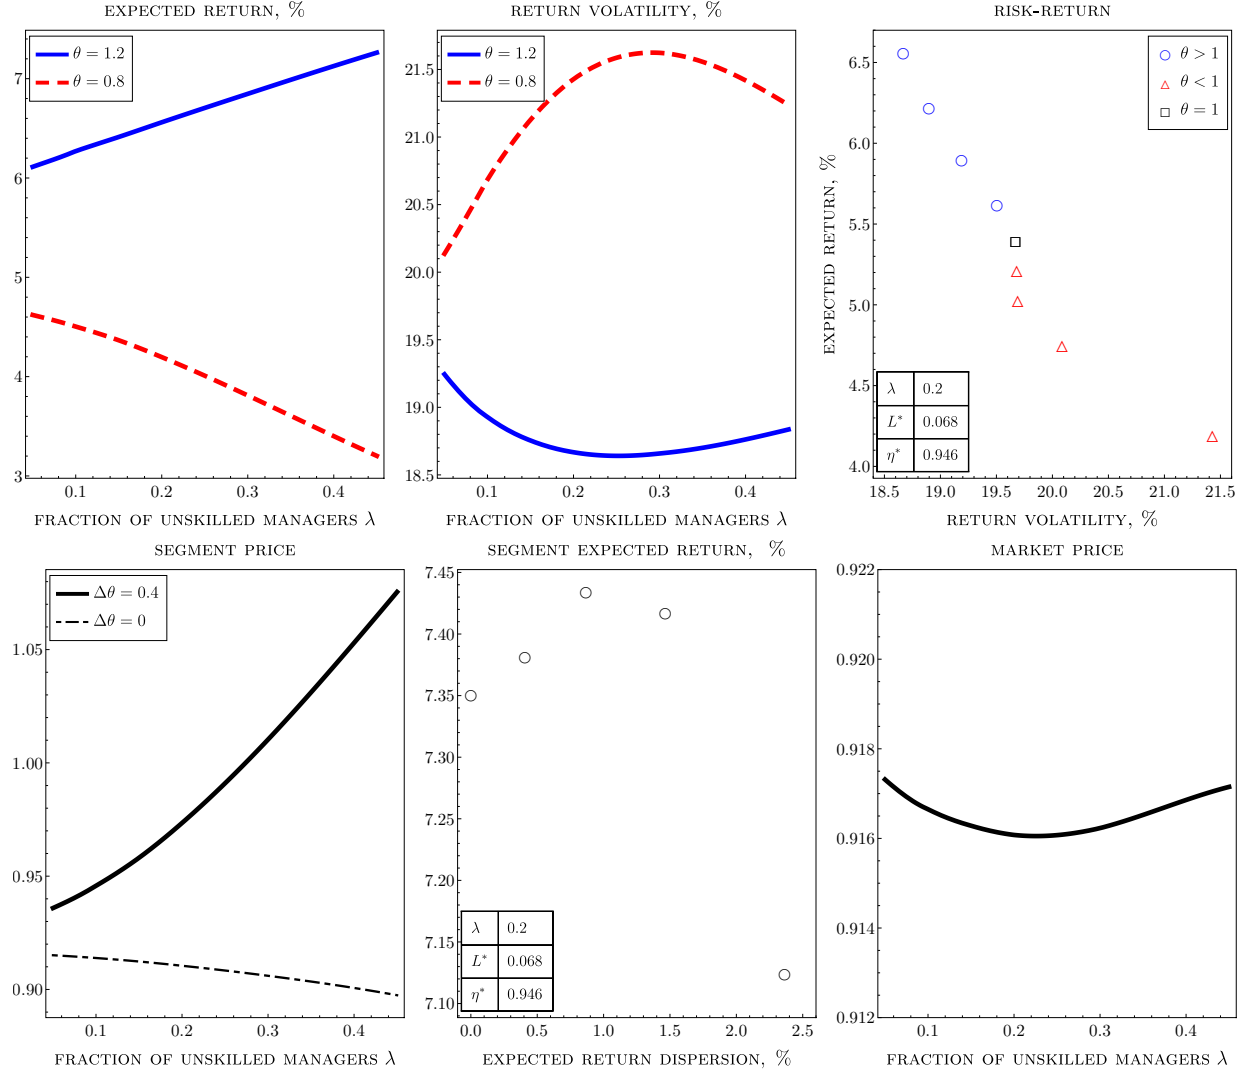 EXPECTED RETURN, %
θ = 1.2
θ = 0.8
7
6
5
4
3
0.1 0.2 0.3 0.4
FRACTION OF UNSKILLED MANAGERS λ
RETURN VOLATILITY, %
θ = 1.2
θ = 0.8
21.5
21.0
20.5
20.0
19.5
19.0
18.5
0.1 0.2 0.3 0.4
FRACTION OF UNSKILLED MANAGERS λ
RISK-RETURN
θ > 1
θ < 1
θ = 1
EXPECTED RETURN, %
6.5
6.0
5.5
5.0
4.5
4.0
λ 0.2
L* 0.068
η* 0.946
18.5 19.0 19.5 20.0 20.5 21.0 21.5
RETURN VOLATILITY, %
SEGMENT PRICE
Δθ = 0.4
Δθ = 0
1.05
1.00
0.95
0.90
0.1 0.2 0.3 0.4
FRACTION OF UNSKILLED MANAGERS λ
SEGMENT EXPECTED RETURN, %
7.45
7.40
7.35
7.30
7.25
7.20
7.15
7.10
λ 0.2
L* 0.068
η* 0.946
0.0 0.5 1.0 1.5 2.0 2.5
EXPECTED RETURN DISPERSION, %
MARKET PRICE
0.922
0.920
0.918
0.916
0.914
0.912
0.1 0.2 0.3 0.4
FRACTION OF UNSKILLED MANAGERS λ